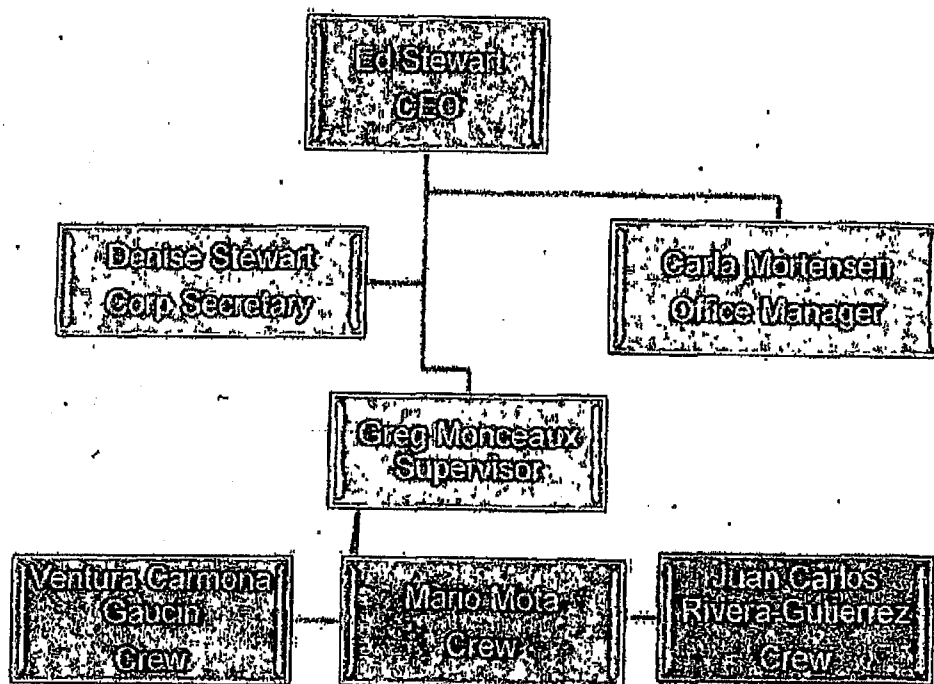 Ed Stewart
CEO
Denise Stewart
Corp Secretary
Carla Mortensen
Office Manager
Greg Monceaux
Supervisor
Ventura Carmona
Gaucin
Crew
Mario Mota
Crew
Juan Carlos
Rivera-Gutierrez
Crew